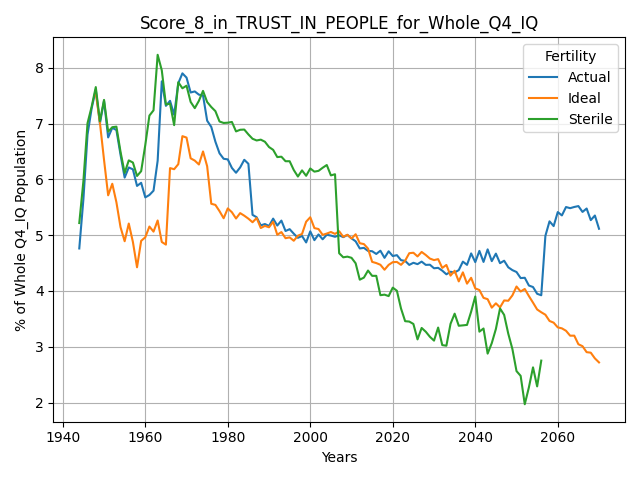 Score_8_in_TRUST_IN_PEOPLE_for_Whole_Q4_IQ
Fertility
Actual
Ideal
Sterile
% of Whole Q4_IQ Population
8
7
6
5
4
3
2
1940
1960
1980
2000
2020
2040
2060
Years